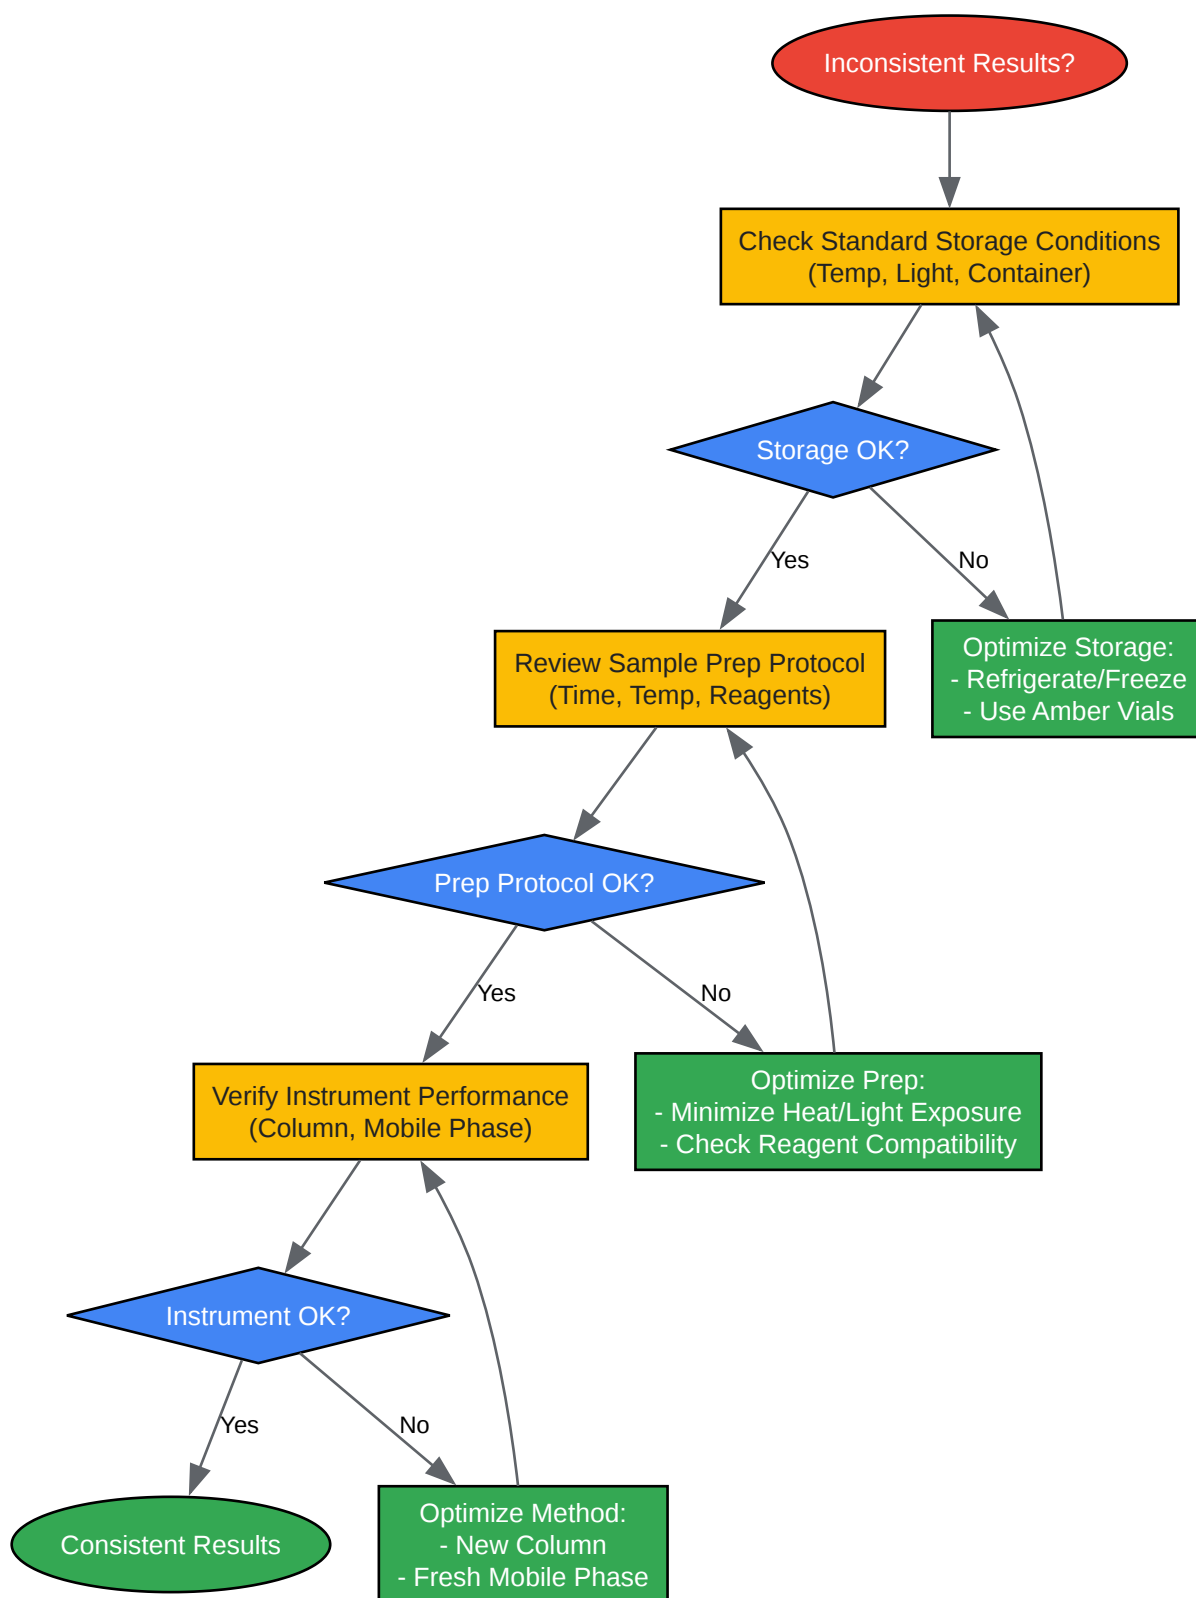 Inconsistent Results?
Check Standard Storage Conditions
(Temp, Light, Container)
Storage OK?
Yes
No
Optimize Storage:
- Refrigerate/Freeze
- Use Amber Vials
Review Sample Prep Protocol
(Time, Temp, Reagents)
Prep Protocol OK?
Yes
No
Optimize Prep:
- Minimize Heat/Light Exposure
- Check Reagent Compatibility
Verify Instrument Performance
(Column, Mobile Phase)
Instrument OK?
Yes
No
Optimize Method:
- New Column
- Fresh Mobile Phase
Consistent Results